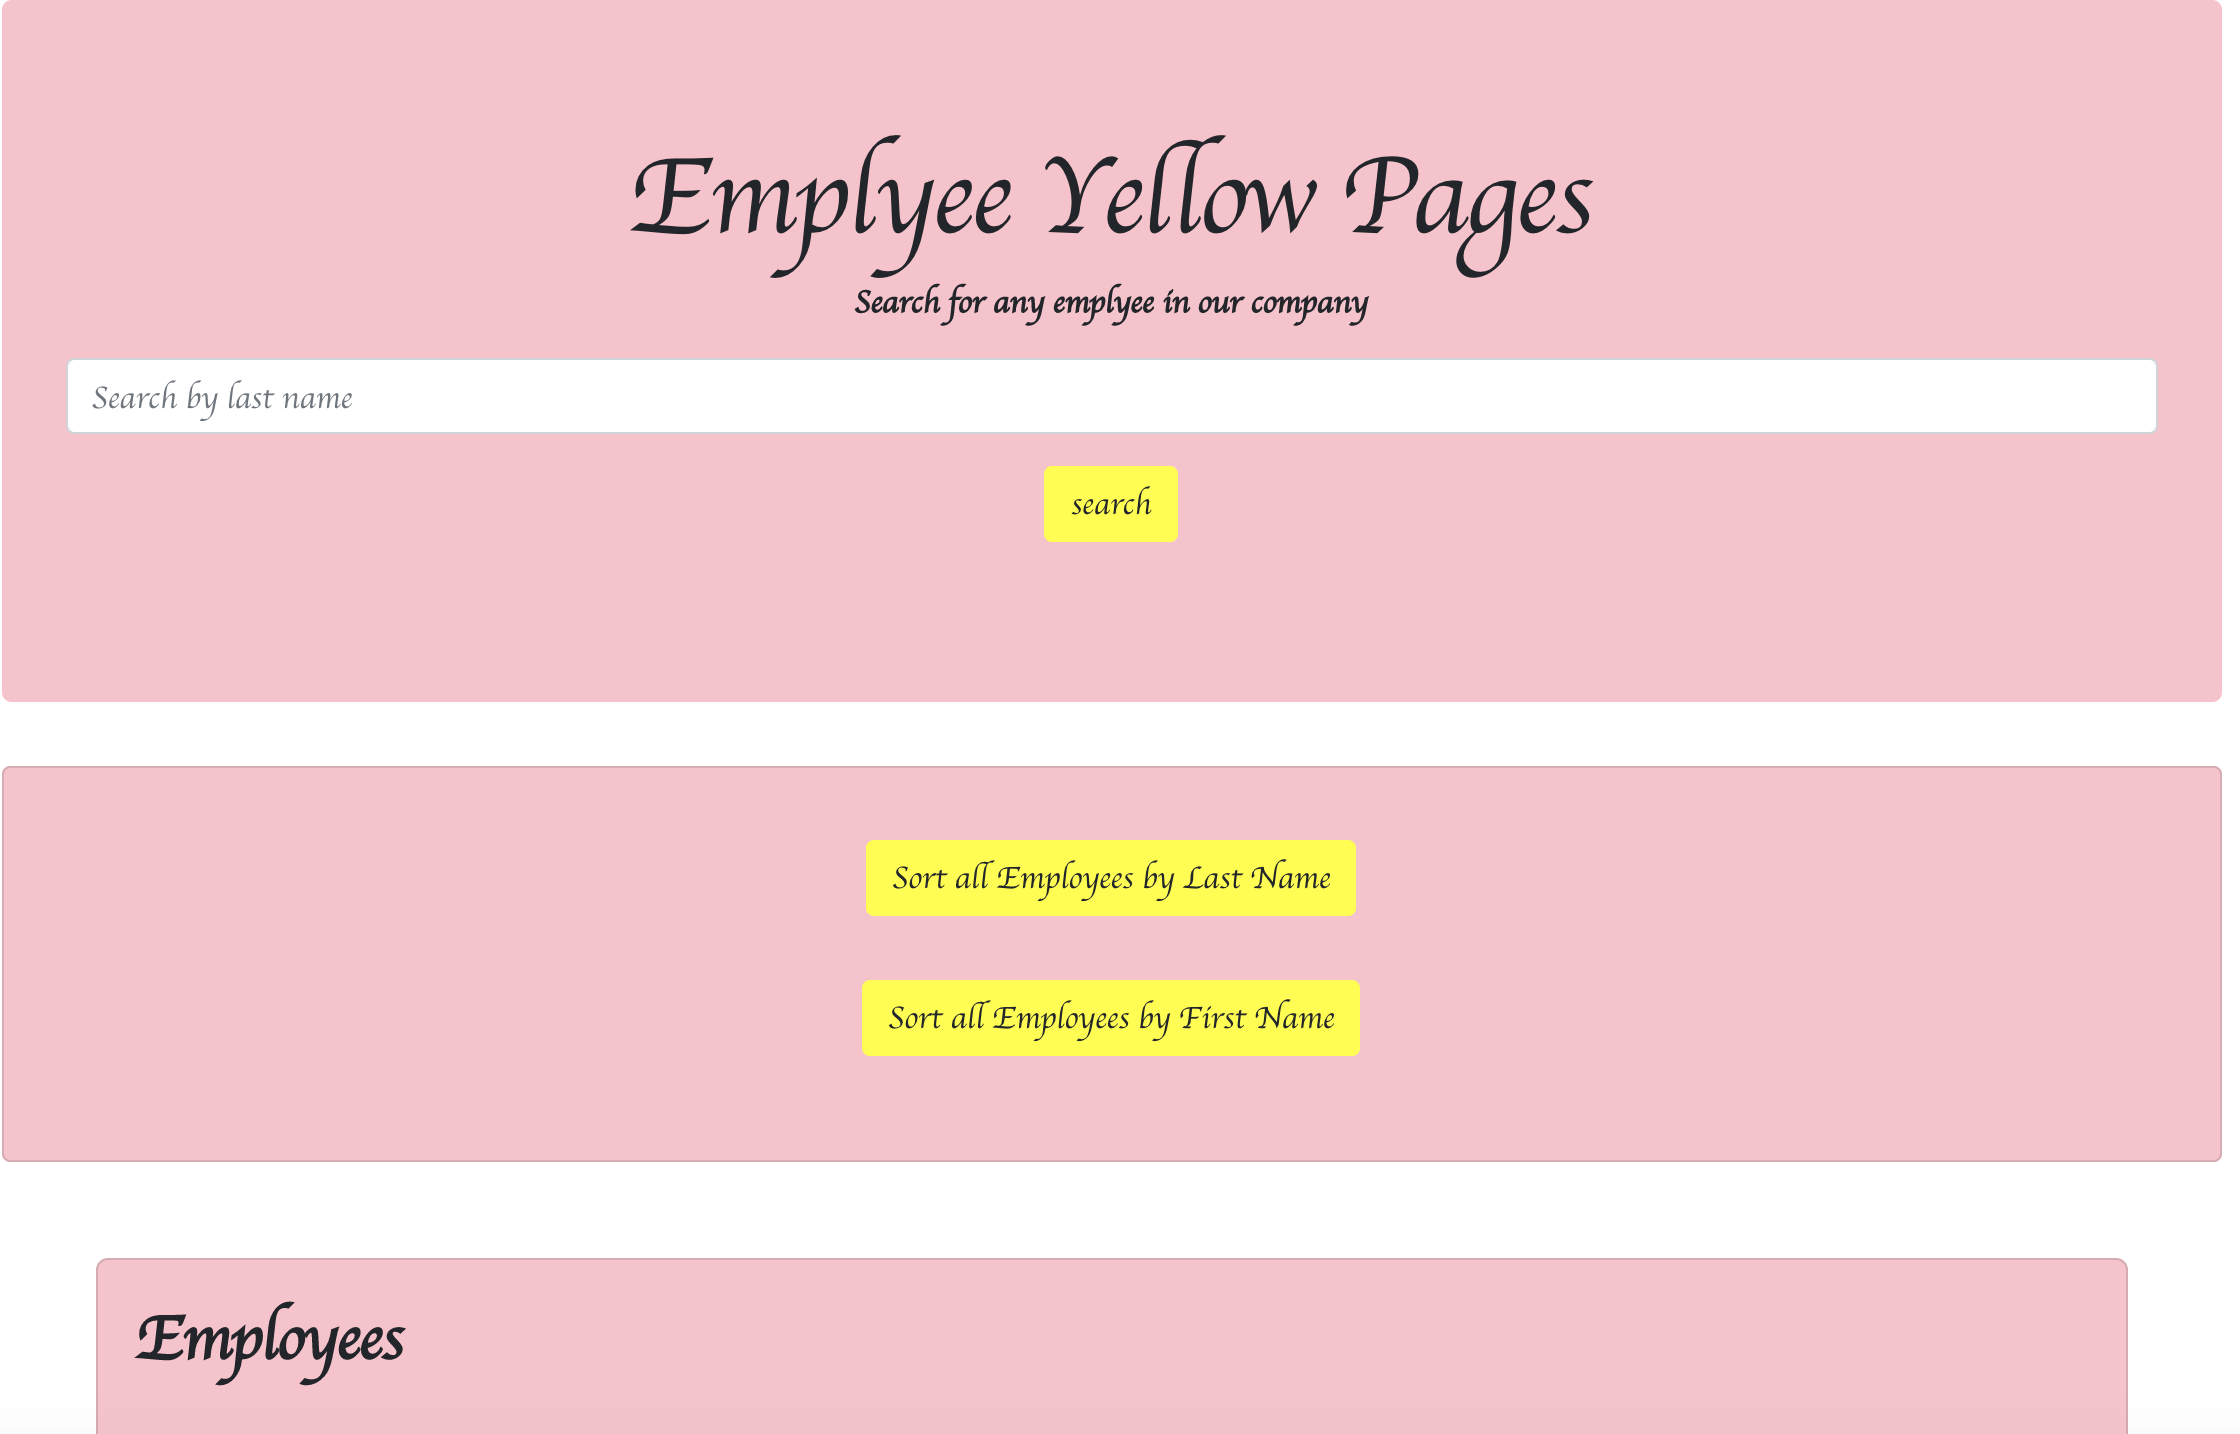 Emplyee Yellow Pages
Search for any emplyee in our company
Search by last name
search
Sort all Employees by Last Name
Sort all Employees by First Name
Employees